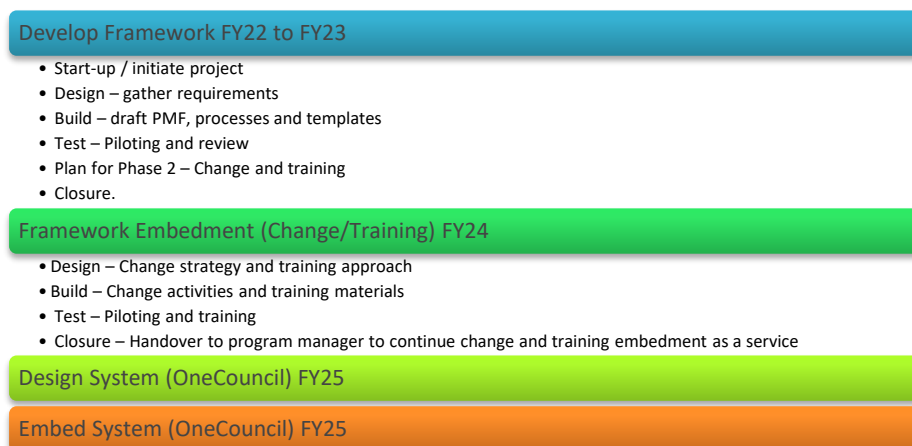 Develop Framework FY22 to FY23
• Start-up / initiate project
• Design – gather requirements
• Build – draft PMF, processes and templates
• Test – Piloting and review
• Plan for Phase 2 – Change and training
• Closure.
Framework Embedment (Change/Training) FY24
• Design – Change strategy and training approach
• Build – Change activities and training materials
• Test – Piloting and training
• Closure – Handover to program manager to continue change and training embedment as a service
Design System (OneCouncil) FY25
Embed System (OneCouncil) FY25